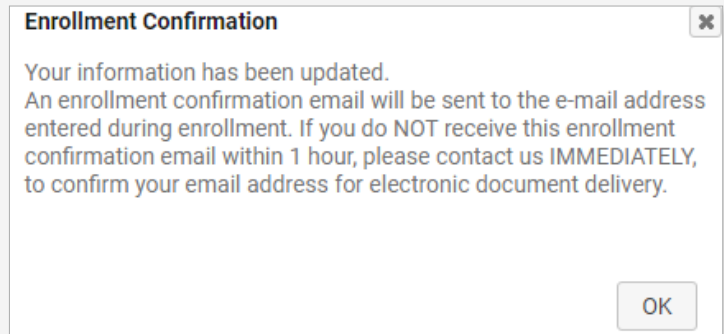 Enrollment Confirmation
Your information has been updated.
An enrollment confirmation email will be sent to the e-mail address
entered during enrollment. If you do NOT receive this enrollment
confirmation email within 1 hour, please contact us IMMEDIATELY,
to confirm your email address for electronic document delivery.
OK